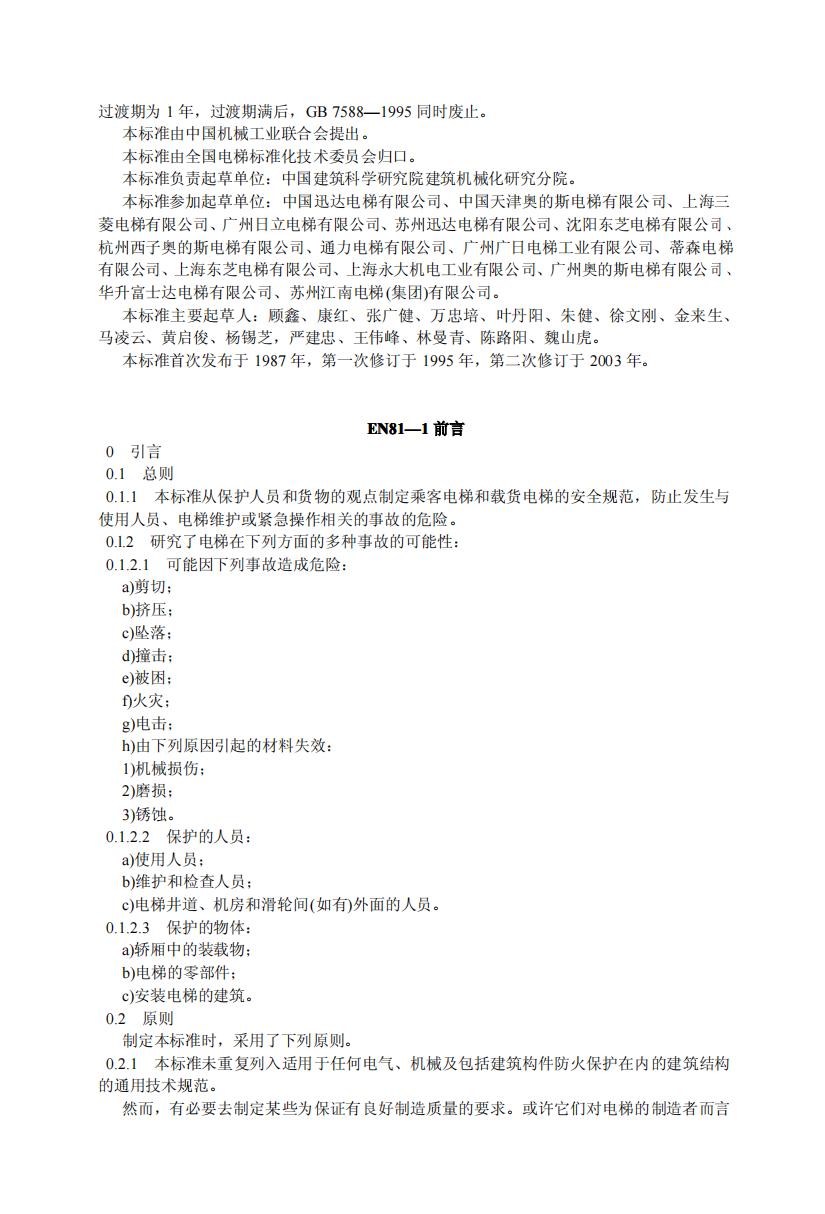 过渡期为 1 年，过渡期满后，GB 7588—1995 同时废止。
本标准由中国机械工业联合会提出。
本标准由全国电梯标准化技术委员会归口。
本标准负责起草单位：中国建筑科学研究院建筑机械化研究分院。
本标准参加起草单位：中国迅达电梯有限公司、中国天津奥的斯电梯有限公司、上海三
菱电梯有限公司、广州日立电梯有限公司、苏州迅达电梯有限公司、沈阳东芝电梯有限公司、
杭州西子奥的斯电梯有限公司、通力电梯有限公司、广州广日电梯工业有限公司、蒂森电梯
有限公司、上海东芝电梯有限公司、上海永大机电工业有限公司、广州奥的斯电梯有限公司、
华升富士达电梯有限公司、苏州江南电梯(集团)有限公司。
本标准主要起草人：顾鑫、康红、张广健、万忠培、叶丹阳、朱健、徐文刚、金来生、
马凌云、黄启俊、杨锡芝，严建忠、王伟峰、林曼青、陈路阳、魏山虎。
本标准首次发布于 1987 年，第一次修订于 1995 年，第二次修订于 2003 年。
EN81—1 前言
0 引言
0.1 总则
0.1.1 本标准从保护人员和货物的观点制定乘客电梯和载货电梯的安全规范，防止发生与
使用人员、电梯维护或紧急操作相关的事故的危险。
0.l.2 研究了电梯在下列方面的多种事故的可能性：
0.1.2.1 可能因下列事故造成危险：
a)剪切；
b)挤压；
c)坠落；
d)撞击；
e)被困；
f)火灾；
g)电击；
h)由下列原因引起的材料失效：
1)机械损伤；
2)磨损；
3)锈蚀。
0.1.2.2 保护的人员：
a)使用人员；
b)维护和检查人员；
c)电梯井道、机房和滑轮间(如有)外面的人员。
0.1.2.3 保护的物体：
a)轿厢中的装载物；
b)电梯的零部件；
c)安装电梯的建筑。
0.2 原则
制定本标准时，采用了下列原则。
0.2.1 本标准未重复列入适用于任何电气、机械及包括建筑构件防火保护在内的建筑结构
的通用技术规范。
然而，有必要去制定某些为保证有良好制造质量的要求。或许它们对电梯的制造者而言